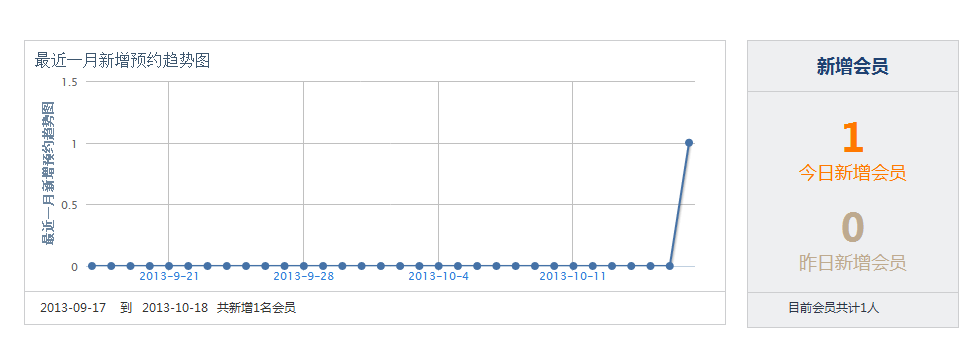 最近一月新增预约趋势图
最近一月新增预约趋势图
1.5
1
0.5
0
2013-9-21 2013-9-28 2013-10-4 2013-10-11
2013-09-17 到 2013-10-18 共新增1名会员
新增会员
1
今日新增会员
0
昨日新增会员
目前会员共计1人